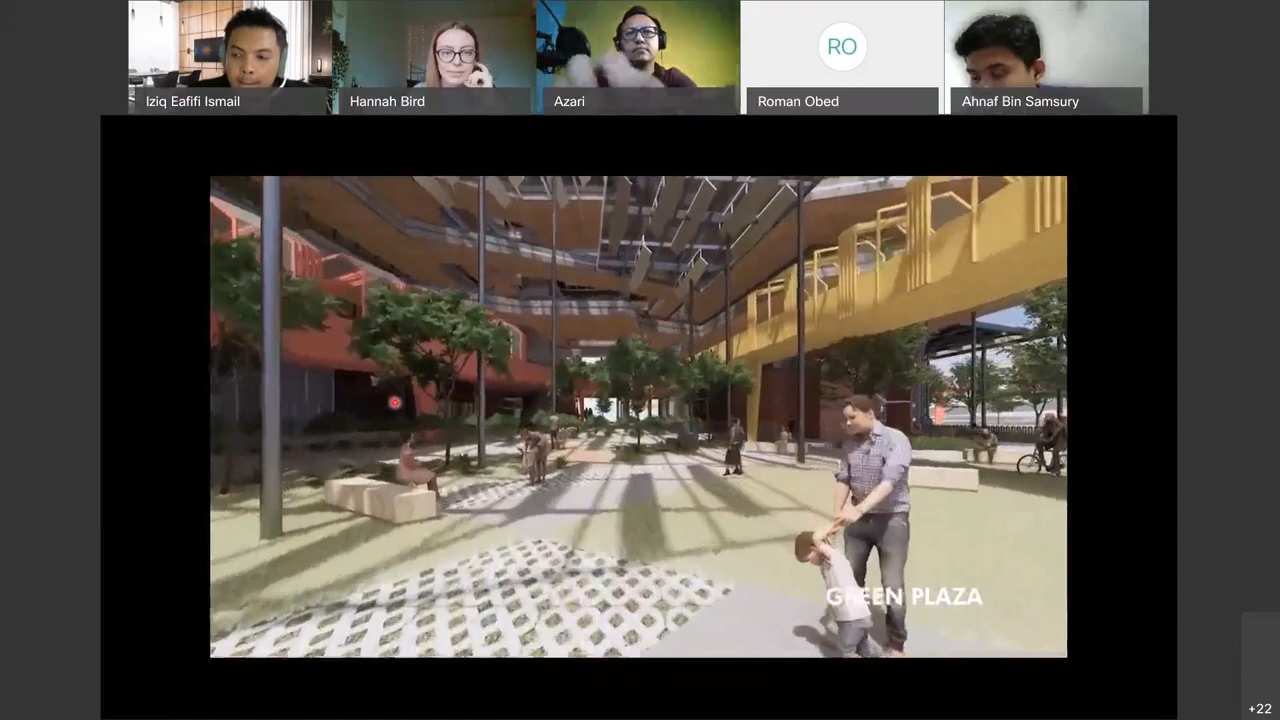 Iziq Eafifi Ismail
Hannah Bird
Azari
RO
Roman Obed
Ahnaf Bin Samsury
GREEN PLAZA
+22